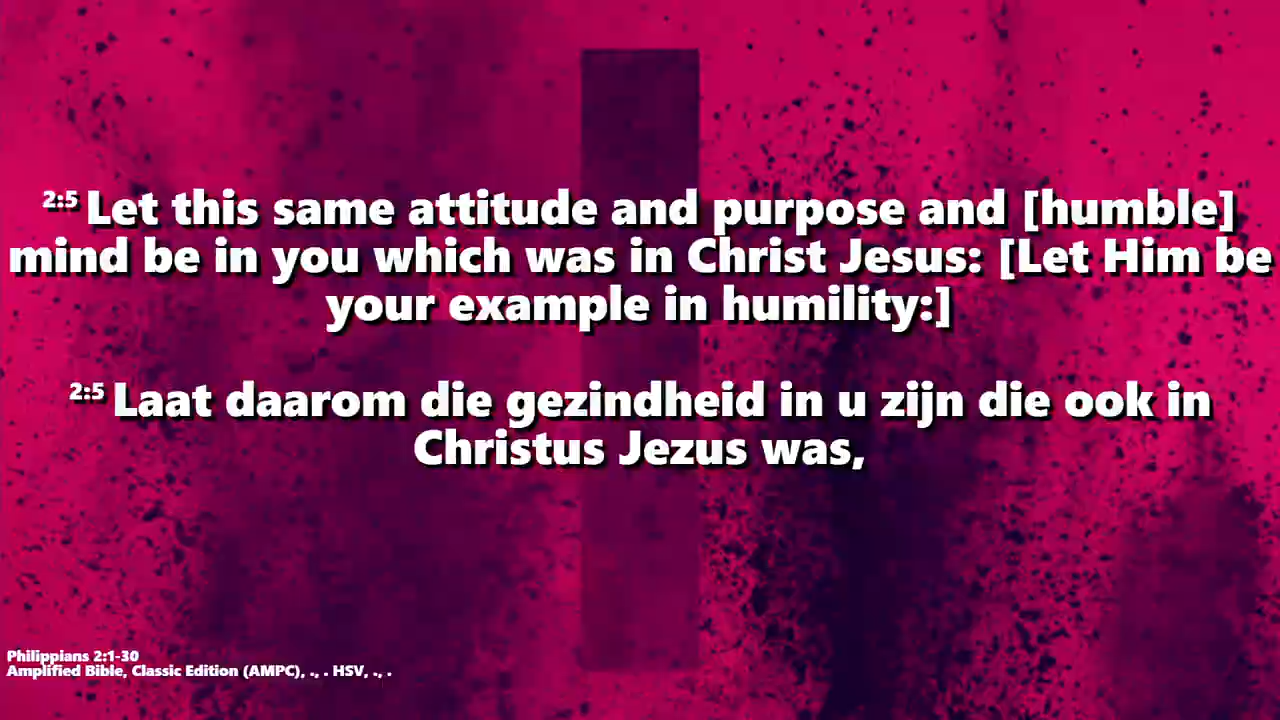 2:5 Let this same attitude and purpose and [humble]
mind be in you which was in Christ Jesus: [Let Him be
your example in humility:]
2:5 Laat daarom die gezindheid in u zijn die ook in
Christus Jezus was,
Philippians 2:1-30
Amplified Bible, Classic Edition (AMPC), ., . HSV, ., .